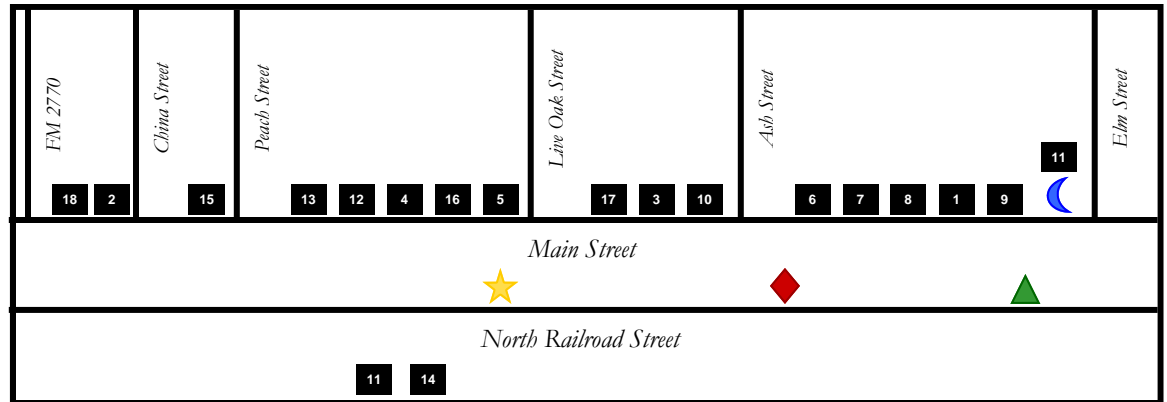 FM 2770
China Street
Peach Street
Live Oak Street
Ash Street
Elm Street
11
18 2 15 13 12 4 16 5 17 3 10 6 7 8 1 9
Main Street
North Railroad Street
11 14